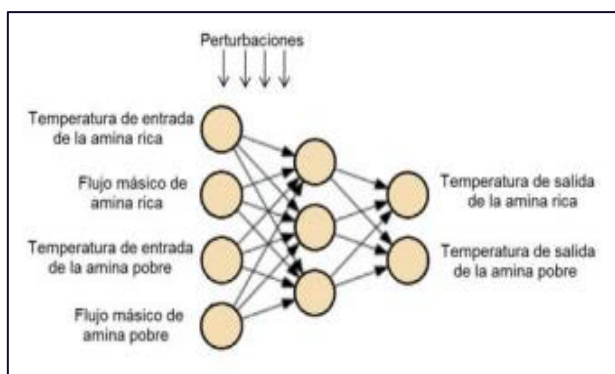 Perturbaciones
Temperatura de entrada
de la amina rica
Flujo másico de
amina rica
Temperatura de entrada
de la amina pobre
Flujo másico de
amina pobre
Temperatura de salida
de la amina rica
Temperatura de salida
de la amina pobre